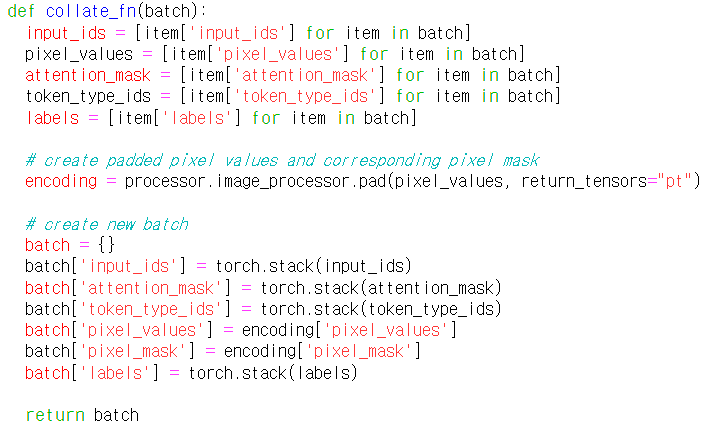 def collate_fn(batch):
  input_ids = [item['input_ids'] for item in batch]
  pixel_values = [item['pixel_values'] for item in batch]
  attention_mask = [item['attention_mask'] for item in batch]
  token_type_ids = [item['token_type_ids'] for item in batch]
  labels = [item['labels'] for item in batch]

  # create padded pixel values and corresponding pixel mask
  encoding = processor.image_processor.pad(pixel_values, return_tensors="pt")

  # create new batch
  batch = {}
  batch['input_ids'] = torch.stack(input_ids)
  batch['attention_mask'] = torch.stack(attention_mask)
  batch['token_type_ids'] = torch.stack(token_type_ids)
  batch['pixel_values'] = encoding['pixel_values']
  batch['pixel_mask'] = encoding['pixel_mask']
  batch['labels'] = torch.stack(labels)

  return batch